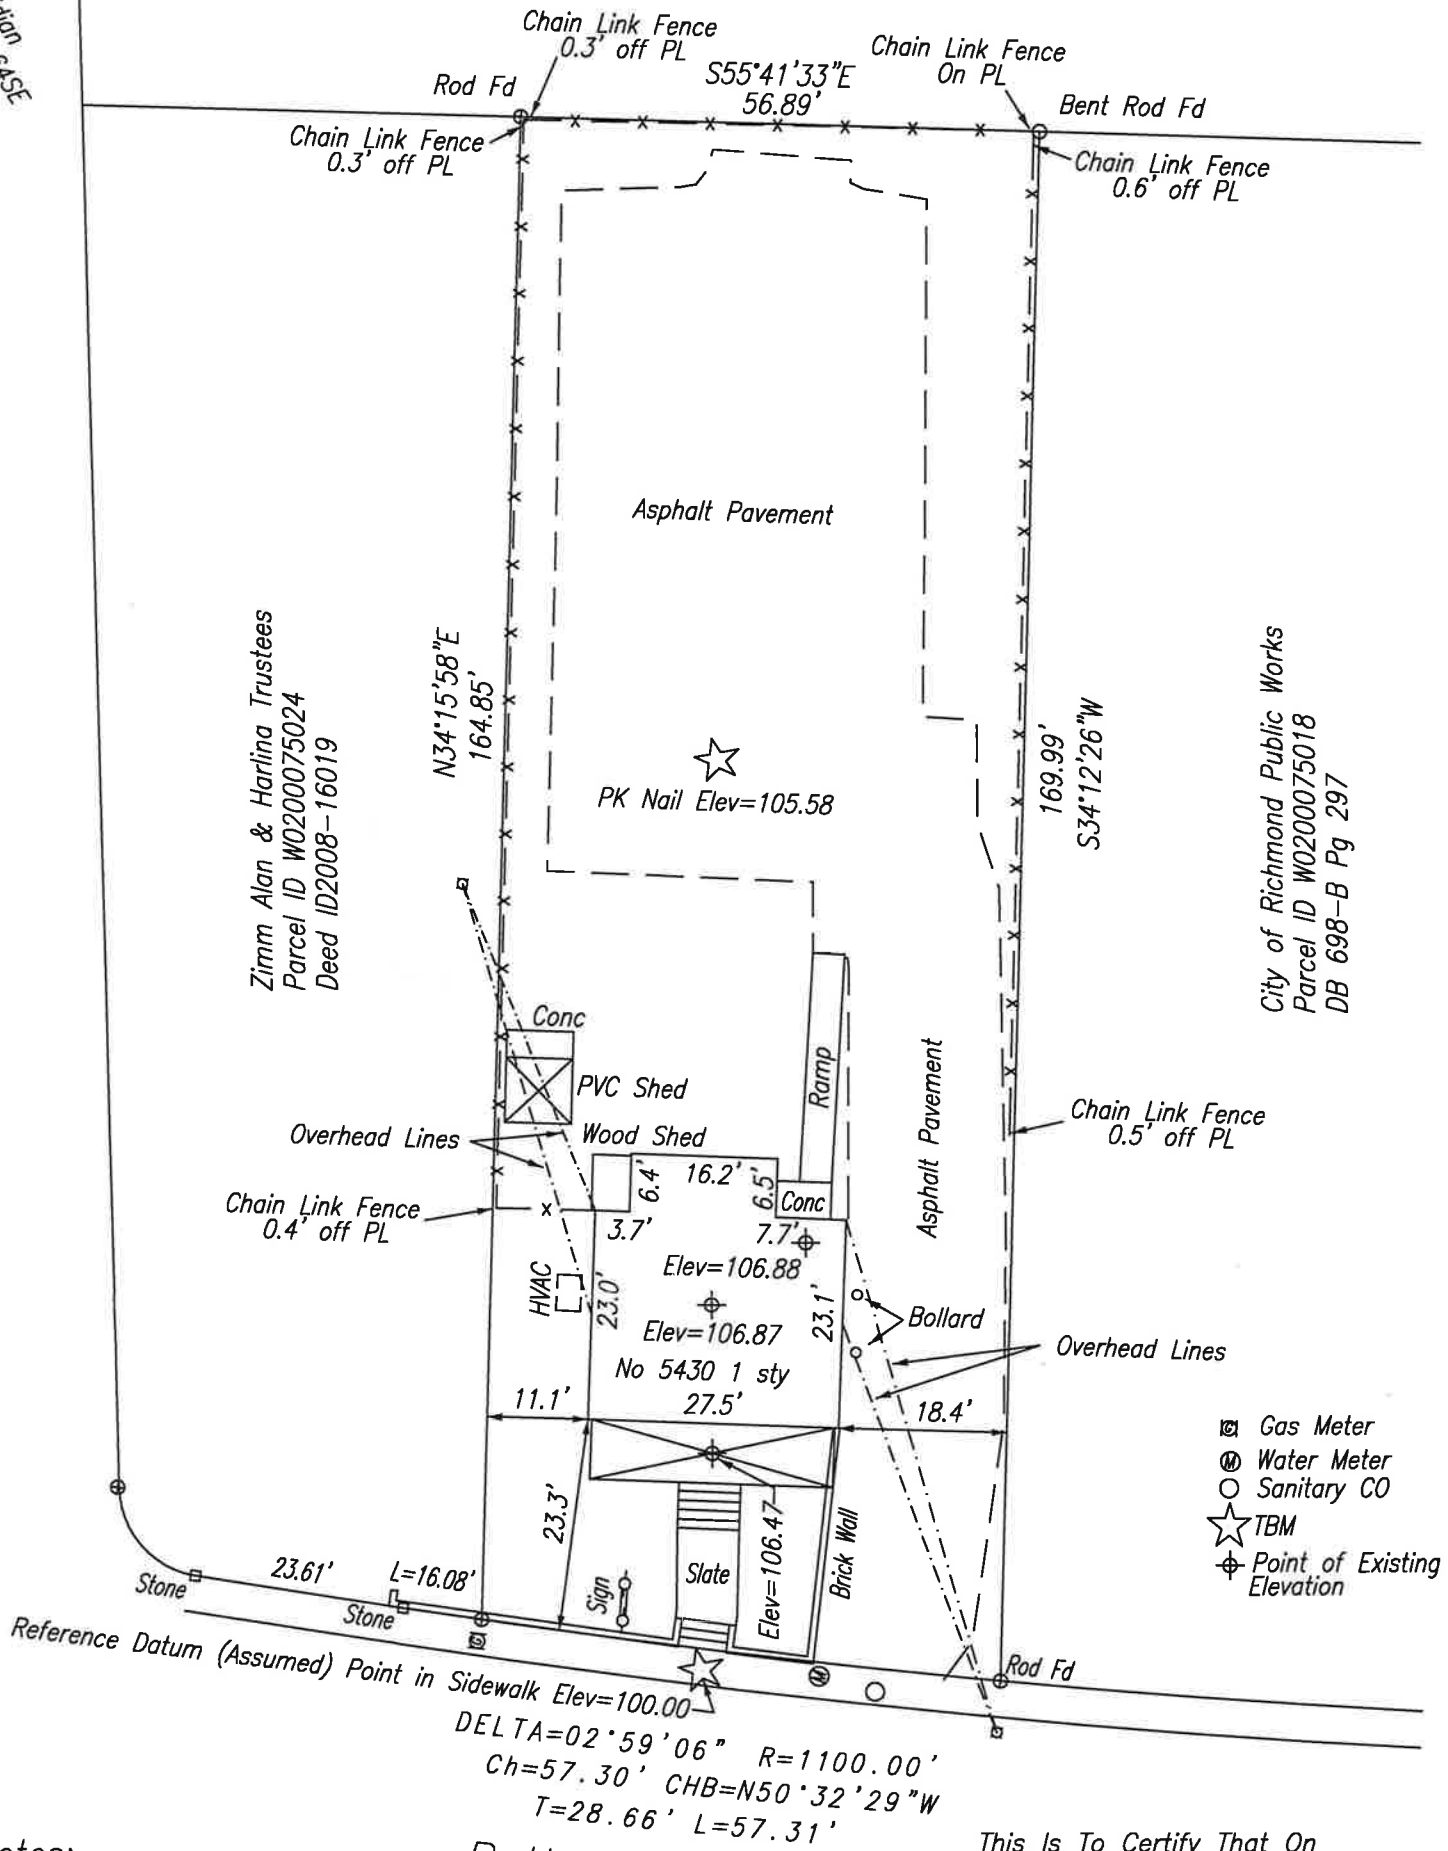 Chain Link Fence
0.3' off PL
Chain Link Fence
On PL
S55°41'33"E
56.89'
Rod Fd
Bent Rod Fd
Chain Link Fence
0.3' off PL
Chain Link Fence
0.6' off PL
Asphalt Pavement
Zimm Alan & Harlina Trustees
Parcel ID W0200075024
Deed ID2008-16019
N34°15'58"E
164.85'
PK Nail Elev=105.58
169.99'
S34°12'26"W
City of Richmond Public Works
Parcel ID W0200075018
DB 698-B Pg 297
Conc
PVC Shed
Ramp
Asphalt Pavement
Overhead Lines
Wood Shed
Chain Link Fence
0.5' off PL
6.4'
16.2'
6.5'
Conc
Chain Link Fence
0.4' off PL
3.7'
7.7'
Elev=106.88
HVAC
23.0'
23.1'
Elev=106.87
Bollard
Overhead Lines
No 5430 1 sty
27.5'
11.1'
18.4'
G Gas Meter
M Water Meter
Sanitary CO
TBM
Point of Existing
Elevation
23.3'
Elev=106.47
Brick Wall
Slate
Sign
23.61'
L=16.08'
Stone
Stone
Rod Fd
Reference Datum (Assumed) Point in Sidewalk Elev=100.00
DELTA=02°59'06" R=1100.00'
Ch=57.30' CHB=N50°32'29"W
T=28.66' L=57.31'
This Is To Certify That On